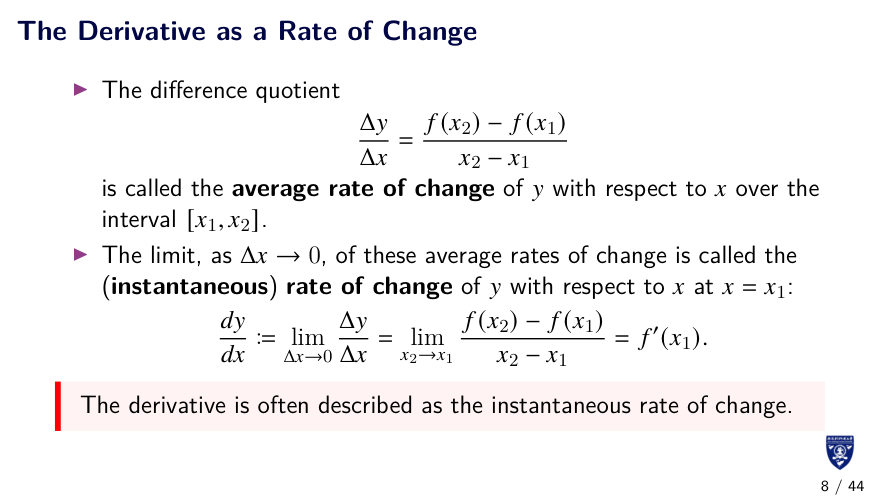 The Derivative as a Rate of Change
▶ The difference quotient
Δy/Δx = (f(x₂) − f(x₁))/(x₂ − x₁)
is called the average rate of change of y with respect to x over the
interval [x₁, x₂].
▶ The limit, as Δx → 0, of these average rates of change is called the
(instantaneous) rate of change of y with respect to x at x = x₁:
dy/dx := lim_{Δx→0} Δy/Δx = lim_{x₂→x₁} (f(x₂) − f(x₁))/(x₂ − x₁) = f′(x₁).
The derivative is often described as the instantaneous rate of change.
8 / 44